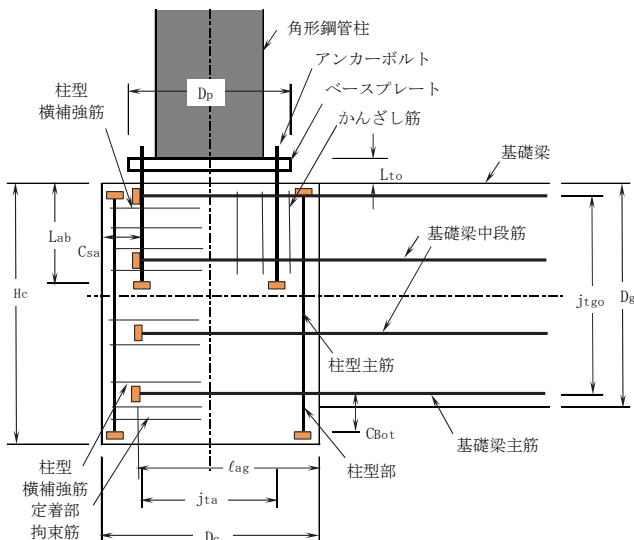 角形鋼管柱
アンカーボルト
柱型
横補強筋
Dp
ベースプレート
かんざし筋
基礎梁
Lto
Lab
Csa
基礎梁中段筋
Hc
jtgo
Dg
柱型主筋
CBot
基礎梁主筋
柱型
横補強筋
定着部
拘束筋
ℓag
柱型部
jta
Dc